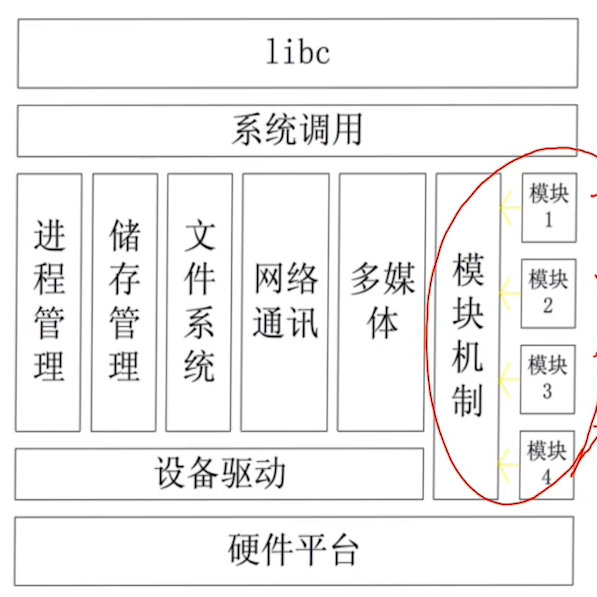 libc
系统调用
进
程
管
理
储
存
管
理
文
件
系
统
网络
通讯
多媒
体
模
块
机
制
模块
1
模块
2
模块
3
模块
4
设备驱动
硬件平台